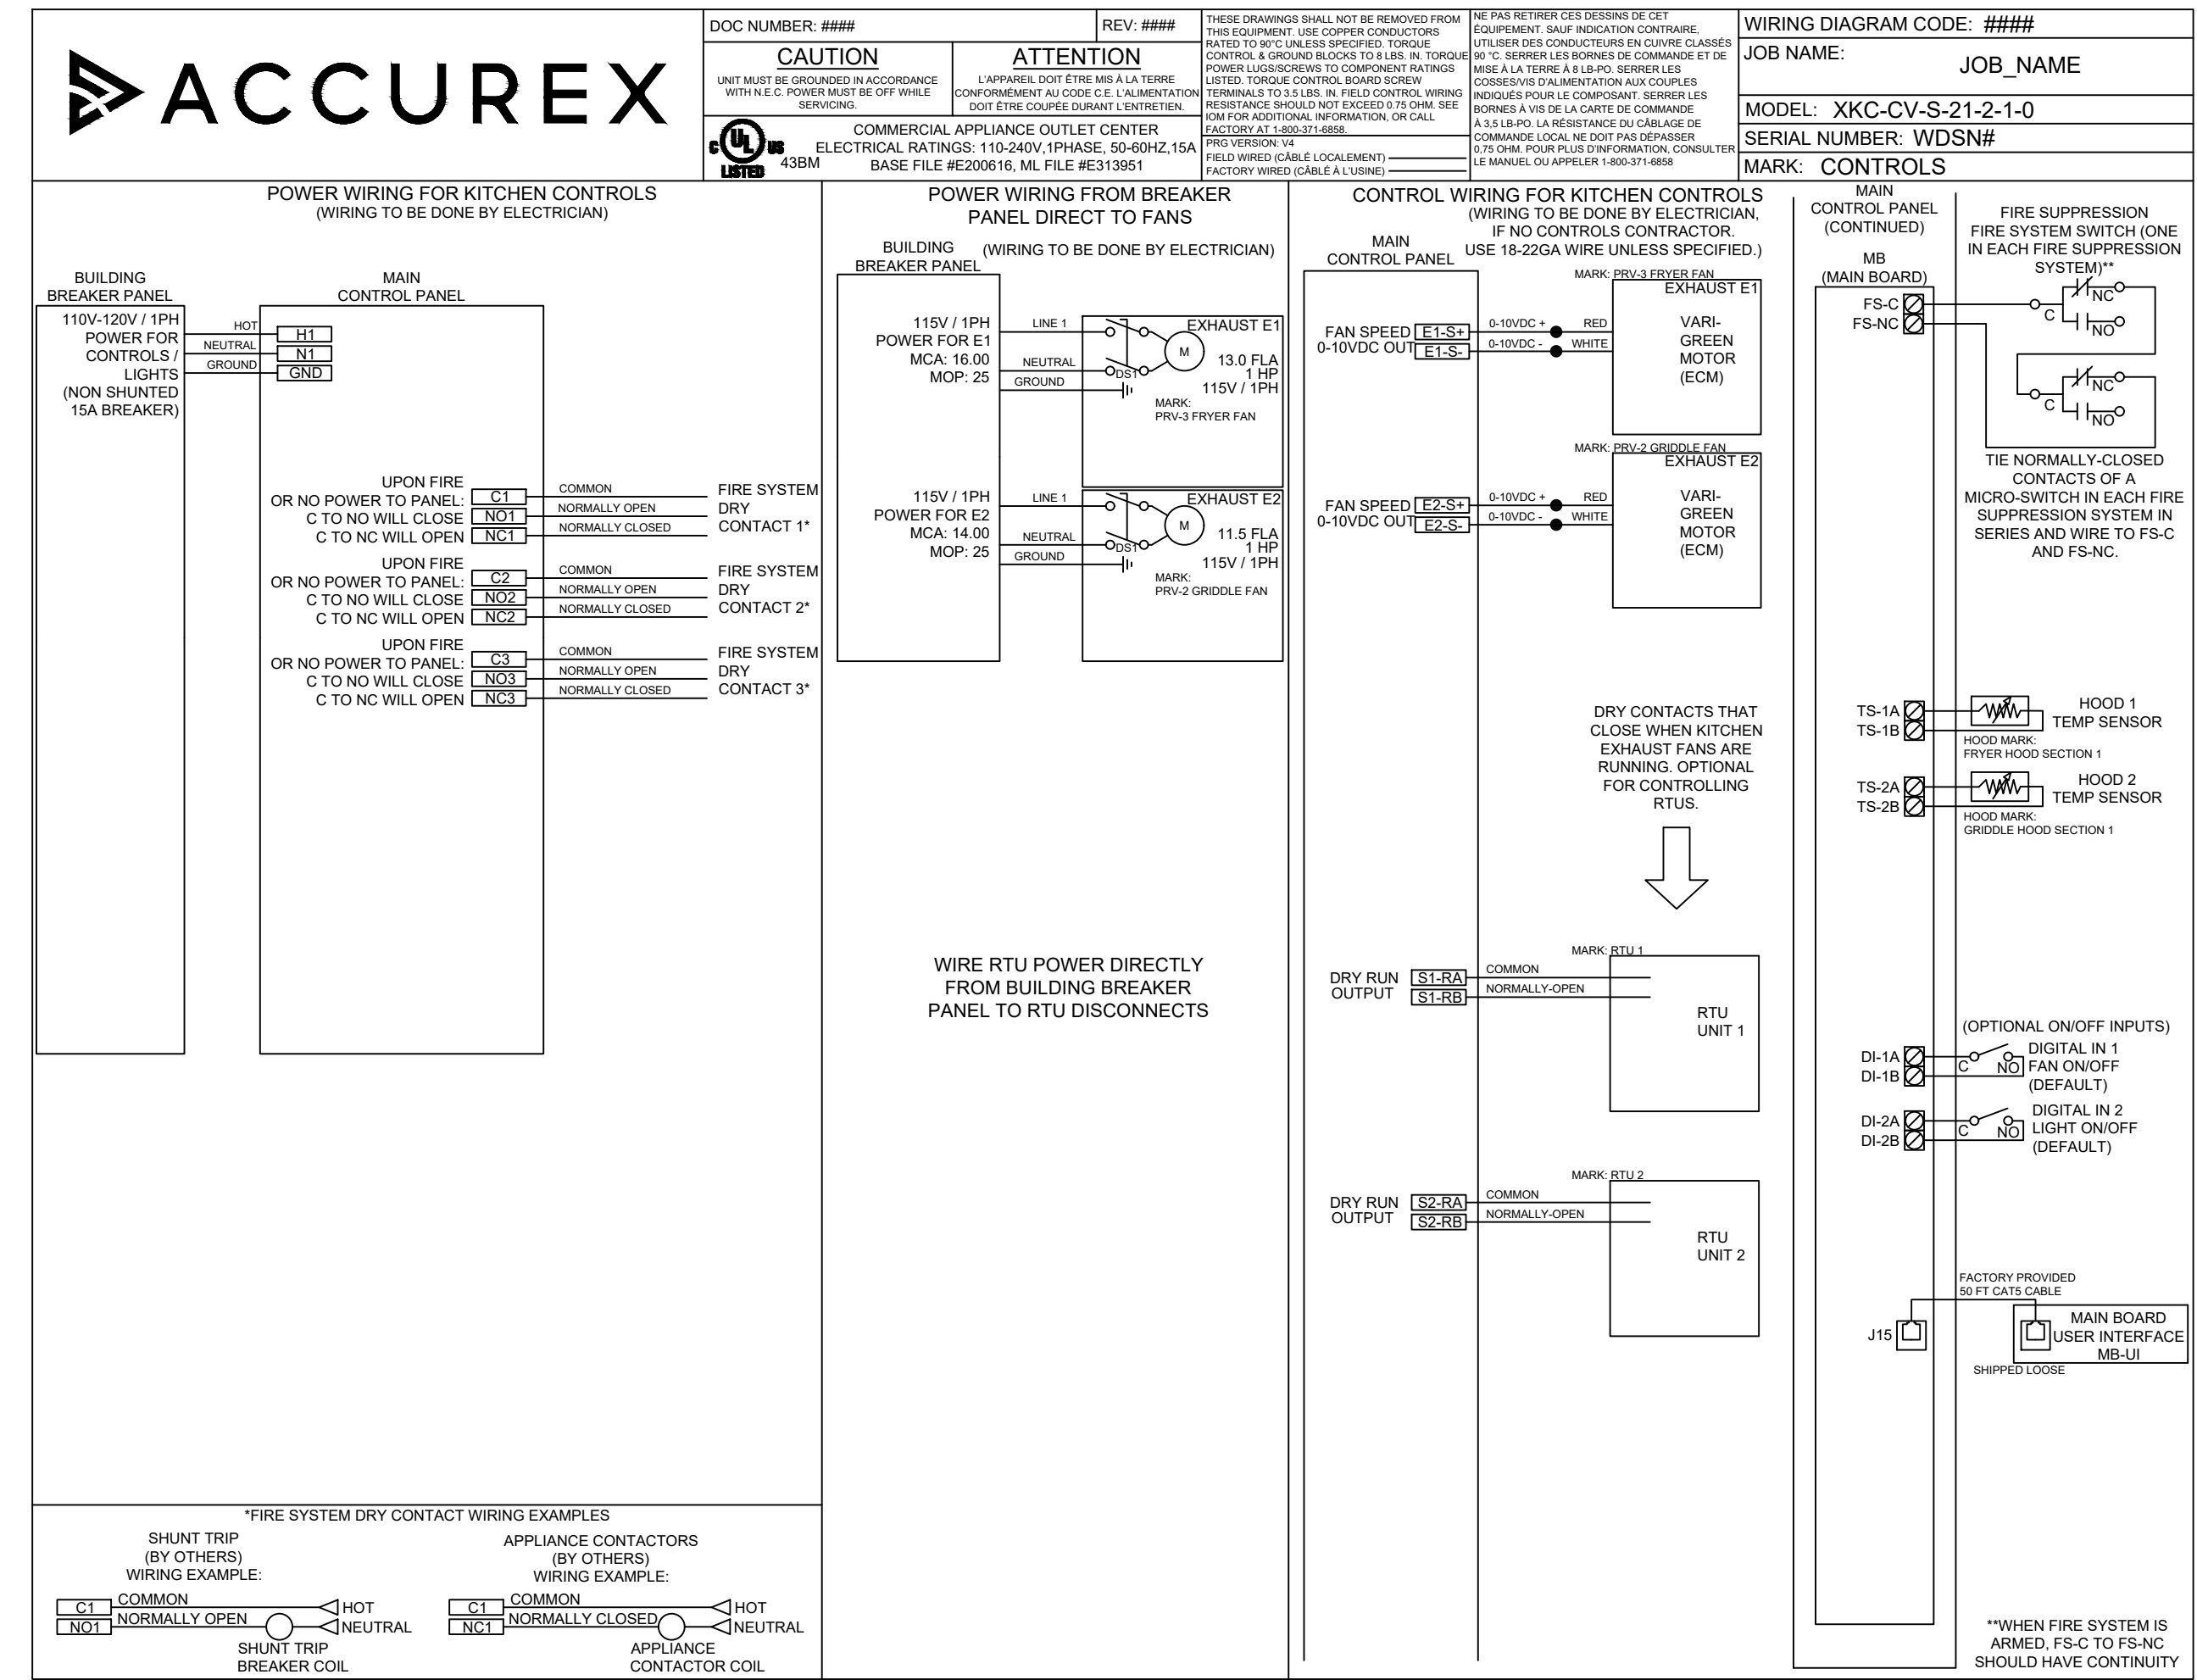 ACCUREX
DOC NUMBER: ####
REV: ####
CAUTION
UNIT MUST BE GROUNDED IN ACCORDANCE
WITH N.E.C. POWER MUST BE OFF WHILE
SERVICING.
ATTENTION
L'APPAREIL DOIT ÊTRE MIS À LA TERRE
CONFORMÉMENT AU CODE C.E. L'ALIMENTATION
DOIT ÊTRE COUPÉE DURANT L'ENTRETIEN.
C UL US
LISTED
43BM
COMMERCIAL APPLIANCE OUTLET CENTER
ELECTRICAL RATINGS: 110-240V,1PHASE, 50-60HZ,15A
BASE FILE #E200616, ML FILE #E313951
THESE DRAWINGS SHALL NOT BE REMOVED FROM
THIS EQUIPMENT. USE COPPER CONDUCTORS
RATED TO 90°C UNLESS SPECIFIED. TORQUE
CONTROL & GROUND BLOCKS TO 8 LBS. IN. TORQUE
POWER LUGS/SCREWS TO COMPONENT RATINGS
LISTED. TORQUE CONTROL BOARD SCREW
TERMINALS TO 3.5 LBS. IN. FIELD CONTROL WIRING
RESISTANCE SHOULD NOT EXCEED 0.75 OHM. SEE
IOM FOR ADDITIONAL INFORMATION, OR CALL
FACTORY AT 1-800-371-6858.
PRG VERSION: V4
FIELD WIRED (CÂBLÉ LOCALEMENT)
FACTORY WIRED (CÂBLÉ À L'USINE)
NE PAS RETIRER CES DESSINS DE CET
ÉQUIPEMENT. SAUF INDICATION CONTRAIRE,
UTILISER DES CONDUCTEURS EN CUIVRE CLASSÉS
90 °C. SERRER LES BORNES DE COMMANDE ET DE
MISE À LA TERRE À 8 LB-PO. SERRER LES
COSSES/VIS D'ALIMENTATION AUX COUPLES
INDIQUÉS POUR LE COMPOSANT. SERRER LES
BORNES À VIS DE LA CARTE DE COMMANDE
À 3,5 LB-PO. LA RÉSISTANCE DU CÂBLAGE DE
COMMANDE LOCAL NE DOIT PAS DÉPASSER
0,75 OHM. POUR PLUS D'INFORMATION, CONSULTER
LE MANUEL OU APPELER 1-800-371-6858
WIRING DIAGRAM CODE: ####
JOB NAME:
JOB_NAME
MODEL: XKC-CV-S-21-2-1-0
SERIAL NUMBER: WDSN#
MARK: CONTROLS
POWER WIRING FOR KITCHEN CONTROLS
(WIRING TO BE DONE BY ELECTRICIAN)
BUILDING
BREAKER PANEL
MAIN
CONTROL PANEL
110V-120V / 1PH
POWER FOR
CONTROLS /
LIGHTS
(NON SHUNTED
15A BREAKER)
HOT
NEUTRAL
GROUND
H1
N1
GND
UPON FIRE
OR NO POWER TO PANEL:
C TO NO WILL CLOSE
C TO NC WILL OPEN
C1
NO1
NC1
COMMON
NORMALLY OPEN
NORMALLY CLOSED
FIRE SYSTEM
DRY
CONTACT 1*
UPON FIRE
OR NO POWER TO PANEL:
C TO NO WILL CLOSE
C TO NC WILL OPEN
C2
NO2
NC2
COMMON
NORMALLY OPEN
NORMALLY CLOSED
FIRE SYSTEM
DRY
CONTACT 2*
UPON FIRE
OR NO POWER TO PANEL:
C TO NO WILL CLOSE
C TO NC WILL OPEN
C3
NO3
NC3
COMMON
NORMALLY OPEN
NORMALLY CLOSED
FIRE SYSTEM
DRY
CONTACT 3*
*FIRE SYSTEM DRY CONTACT WIRING EXAMPLES
SHUNT TRIP
(BY OTHERS)
WIRING EXAMPLE:
C1
NO1
COMMON
NORMALLY OPEN
HOT
NEUTRAL
SHUNT TRIP
BREAKER COIL
APPLIANCE CONTACTORS
(BY OTHERS)
WIRING EXAMPLE:
C1
NC1
COMMON
NORMALLY CLOSED
HOT
NEUTRAL
APPLIANCE
CONTACTOR COIL
POWER WIRING FROM BREAKER
PANEL DIRECT TO FANS
(WIRING TO BE DONE BY ELECTRICIAN)
BUILDING
BREAKER PANEL
115V / 1PH
POWER FOR E1
MCA: 16.00
MOP: 25
LINE 1
NEUTRAL
GROUND
EXHAUST E1
DS1
M
13.0 FLA
1 HP
115V / 1PH
MARK:
PRV-3 FRYER FAN
115V / 1PH
POWER FOR E2
MCA: 14.00
MOP: 25
LINE 1
NEUTRAL
GROUND
EXHAUST E2
DS1
M
11.5 FLA
1 HP
115V / 1PH
MARK:
PRV-2 GRIDDLE FAN
WIRE RTU POWER DIRECTLY
FROM BUILDING BREAKER
PANEL TO RTU DISCONNECTS
CONTROL WIRING FOR KITCHEN CONTROLS
(WIRING TO BE DONE BY ELECTRICIAN,
IF NO CONTROLS CONTRACTOR.
USE 18-22GA WIRE UNLESS SPECIFIED.)
MAIN
CONTROL PANEL
MARK: PRV-3 FRYER FAN
EXHAUST E1
FAN SPEED
0-10VDC OUT
E1-S+
E1-S-
0-10VDC +
0-10VDC -
RED
WHITE
VARI-
GREEN
MOTOR
(ECM)
MARK: PRV-2 GRIDDLE FAN
EXHAUST E2
FAN SPEED
0-10VDC OUT
E2-S+
E2-S-
0-10VDC +
0-10VDC -
RED
WHITE
VARI-
GREEN
MOTOR
(ECM)
DRY CONTACTS THAT
CLOSE WHEN KITCHEN
EXHAUST FANS ARE
RUNNING. OPTIONAL
FOR CONTROLLING
RTUS.
MARK: RTU 1
DRY RUN
OUTPUT
S1-RA
S1-RB
COMMON
NORMALLY-OPEN
RTU
UNIT 1
MARK: RTU 2
DRY RUN
OUTPUT
S2-RA
S2-RB
COMMON
NORMALLY-OPEN
RTU
UNIT 2
MAIN
CONTROL PANEL
(CONTINUED)
MB
(MAIN BOARD)
FIRE SUPPRESSION
FIRE SYSTEM SWITCH (ONE
IN EACH FIRE SUPPRESSION
SYSTEM)**
FS-C
FS-NC
C
NC
NO
C
NC
NO
TIE NORMALLY-CLOSED
CONTACTS OF A
MICRO-SWITCH IN EACH FIRE
SUPPRESSION SYSTEM IN
SERIES AND WIRE TO FS-C
AND FS-NC.
TS-1A
TS-1B
HOOD 1
TEMP SENSOR
HOOD MARK:
FRYER HOOD SECTION 1
TS-2A
TS-2B
HOOD 2
TEMP SENSOR
HOOD MARK:
GRIDDLE HOOD SECTION 1
(OPTIONAL ON/OFF INPUTS)
DI-1A
DI-1B
C
NO
DIGITAL IN 1
FAN ON/OFF
(DEFAULT)
DI-2A
DI-2B
C
NO
DIGITAL IN 2
LIGHT ON/OFF
(DEFAULT)
FACTORY PROVIDED
50 FT CAT5 CABLE
J15
MAIN BOARD
USER INTERFACE
MB-UI
SHIPPED LOOSE
**WHEN FIRE SYSTEM IS
ARMED, FS-C TO FS-NC
SHOULD HAVE CONTINUITY